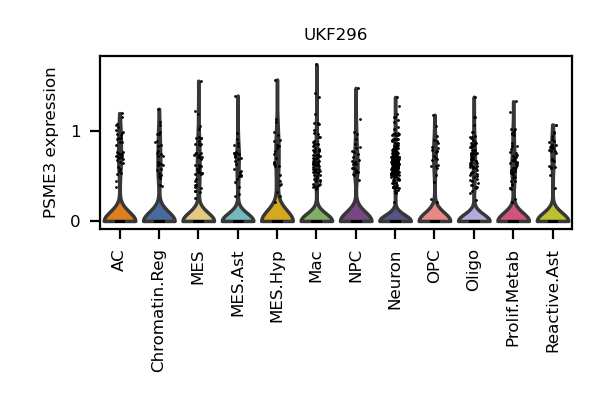 UKF296
PSME3 expression
1
0
AC
Chromatin.Reg
MES
MES.Ast
MES.Hyp
Mac
NPC
Neuron
OPC
Oligo
Prolif.Metab
Reactive.Ast